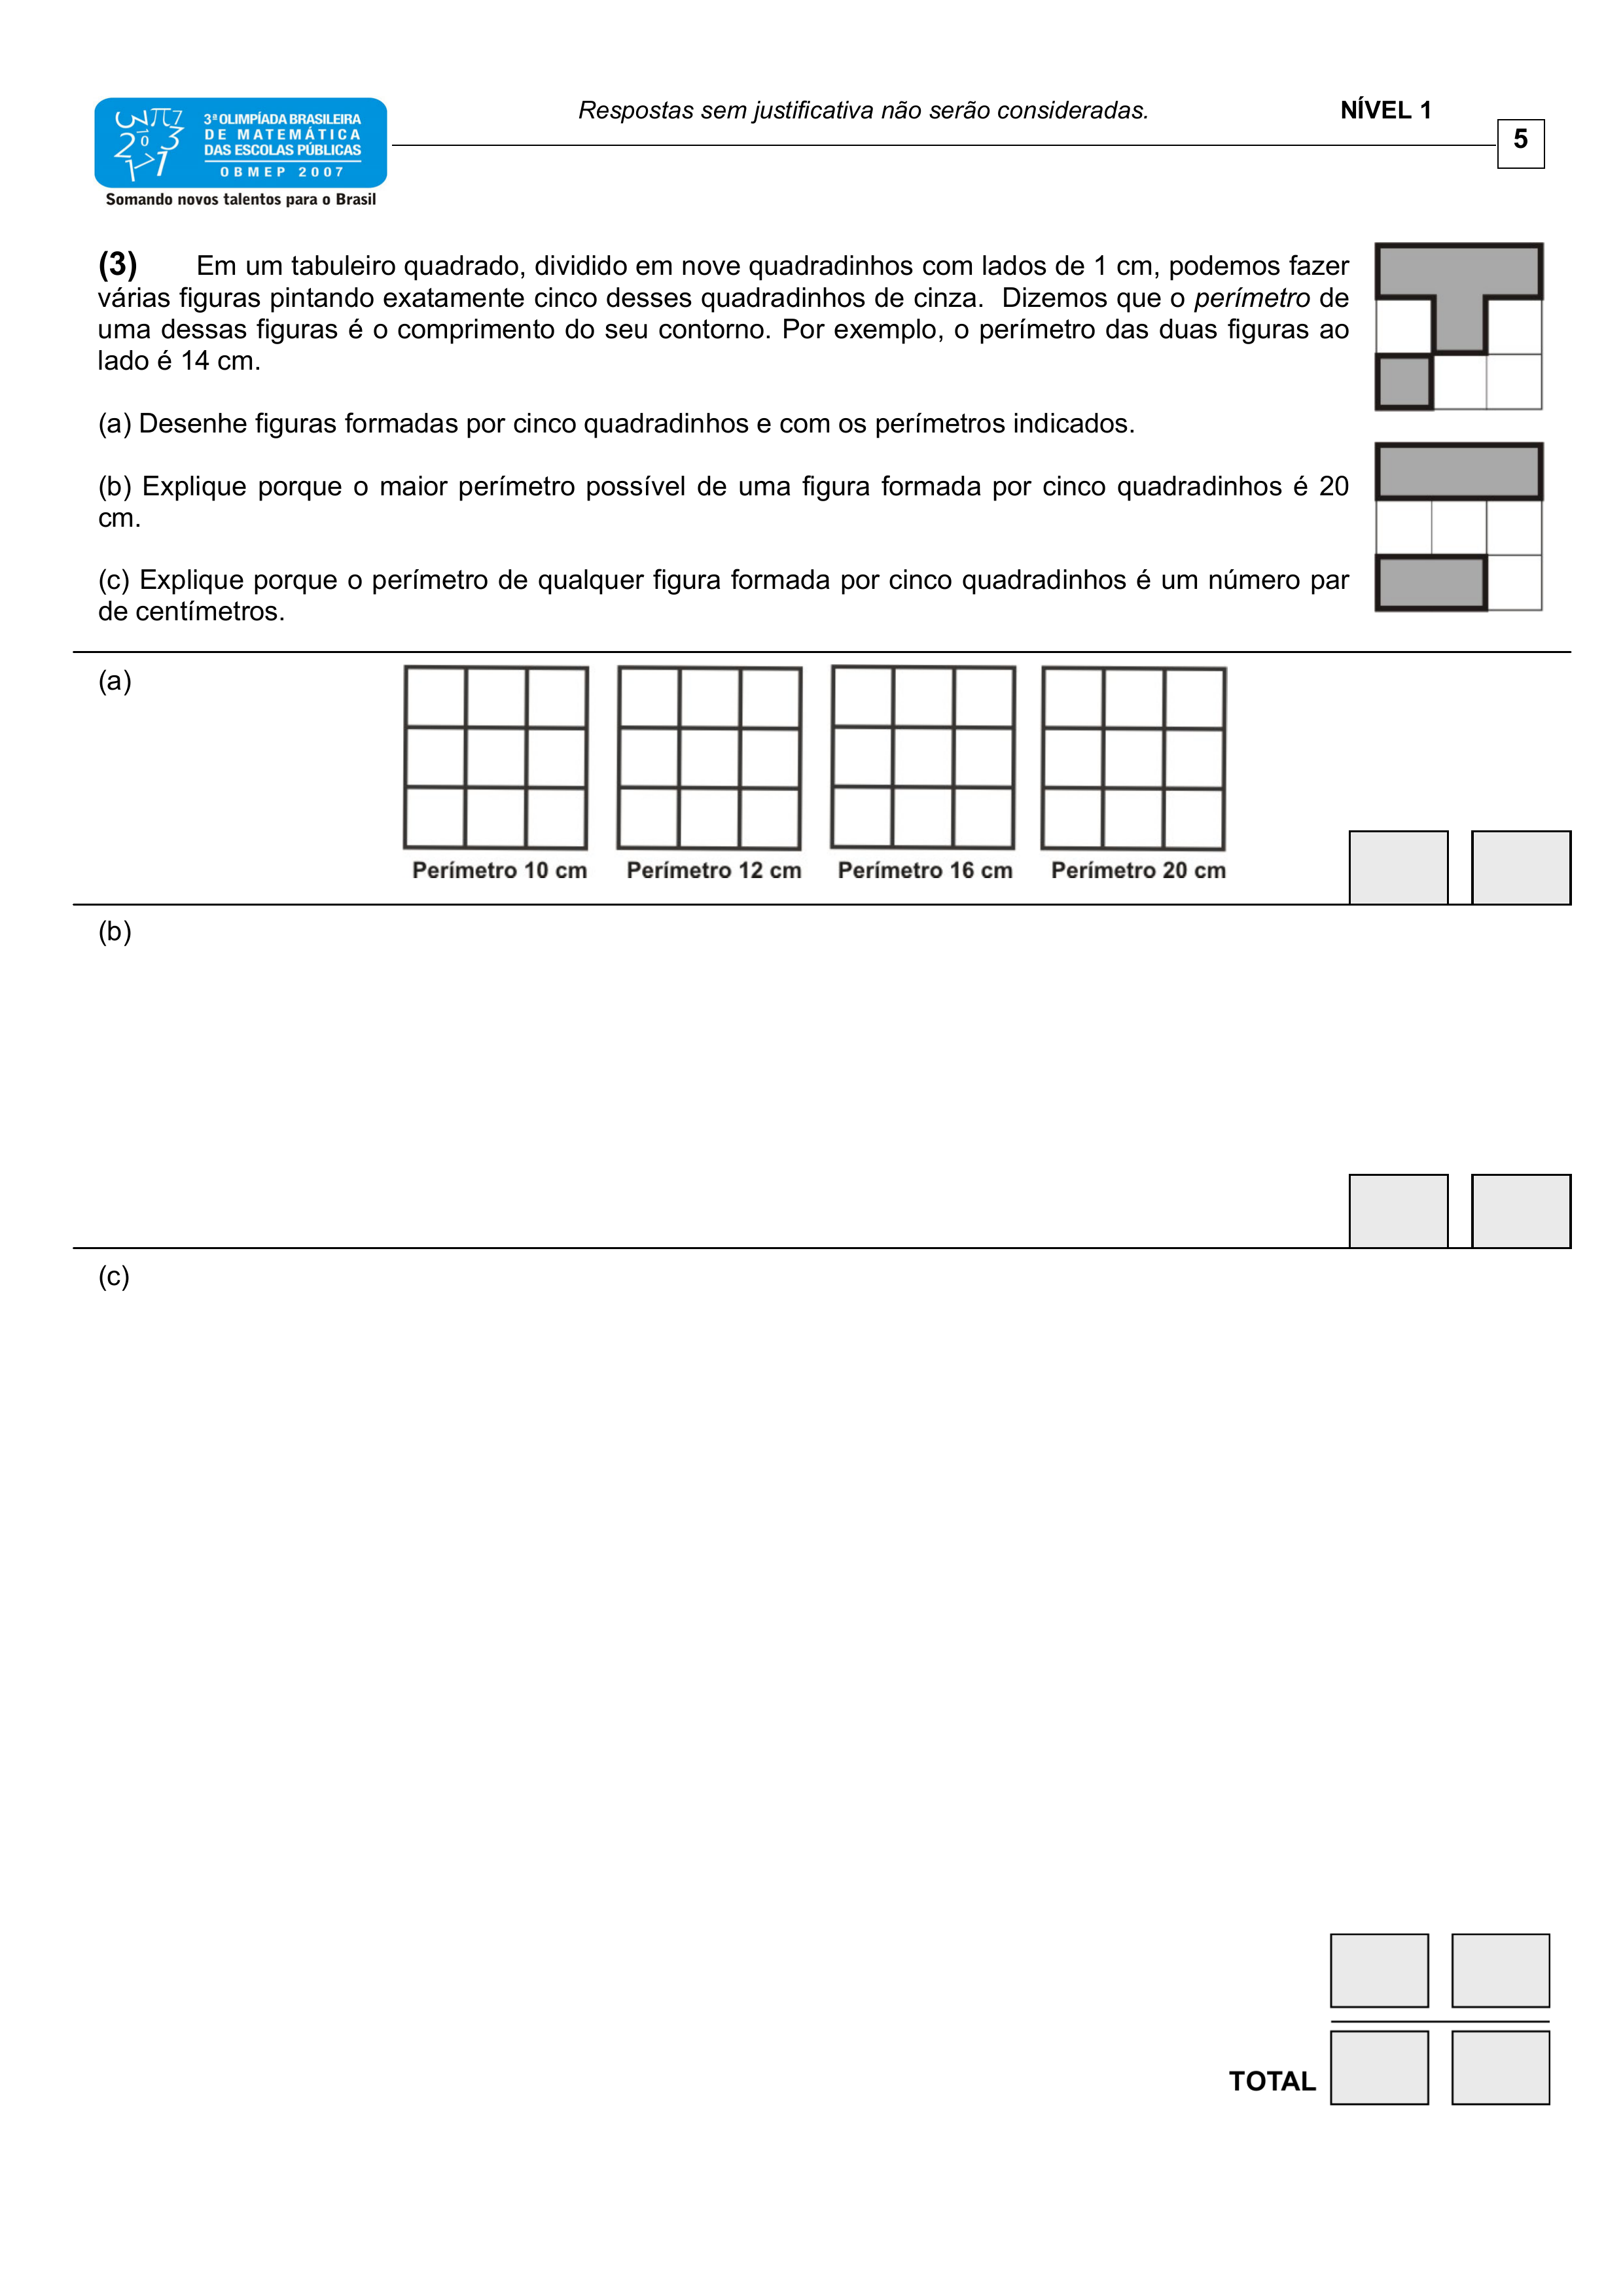 3ª OLIMPÍADA BRASILEIRA
DE MATEMÁTICA
DAS ESCOLAS PÚBLICAS
OBMEP 2007
Somando novos talentos para o Brasil
Respostas sem justificativa não serão consideradas.
NÍVEL 1
5
(3) Em um tabuleiro quadrado, dividido em nove quadradinhos com lados de 1 cm, podemos fazer
várias figuras pintando exatamente cinco desses quadradinhos de cinza. Dizemos que o perímetro de
uma dessas figuras é o comprimento do seu contorno. Por exemplo, o perímetro das duas figuras ao
lado é 14 cm.
(a) Desenhe figuras formadas por cinco quadradinhos e com os perímetros indicados.
(b) Explique porque o maior perímetro possível de uma figura formada por cinco quadradinhos é 20
cm.
(c) Explique porque o perímetro de qualquer figura formada por cinco quadradinhos é um número par
de centímetros.
(a)
Perímetro 10 cm
Perímetro 12 cm
Perímetro 16 cm
Perímetro 20 cm
(b)
(c)
TOTAL